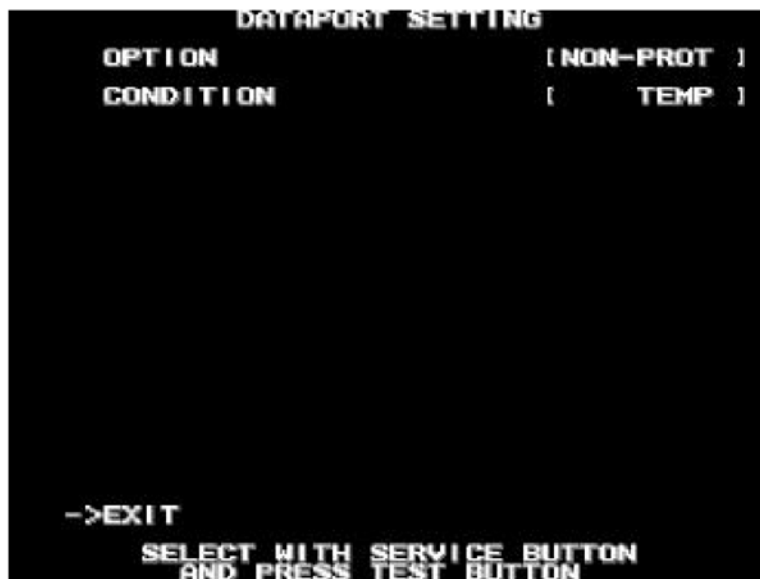 DATAPORT SETTING
OPTION [NON-PROT ]
CONDITION [ TEMP ]
->EXIT
SELECT WITH SERVICE BUTTON
AND PRESS TEST BUTTON